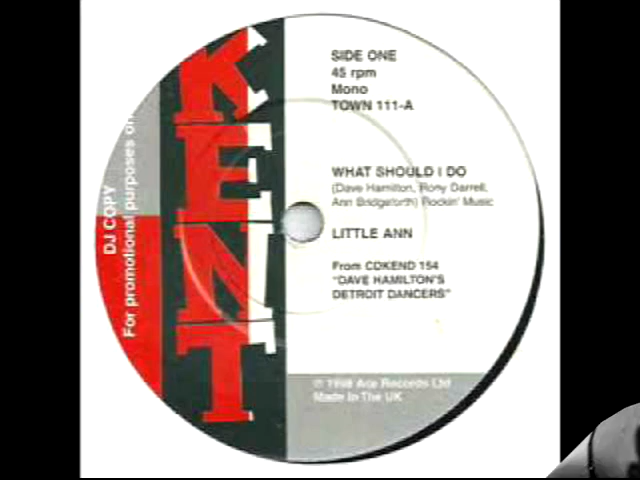 KENT
DJ COPY
For promotional purposes on
SIDE ONE
45 rpm
Mono
TOWN 111-A
WHAT SHOULD I DO
(Dave Hamilton, Rony Darrell,
Ann Bridgeforth) Rockin' Music
LITTLE ANN
From CDKEND 154
"DAVE HAMILTON'S
DETROIT DANCERS"
℗ 1998 Ace Records Ltd
Made In The UK